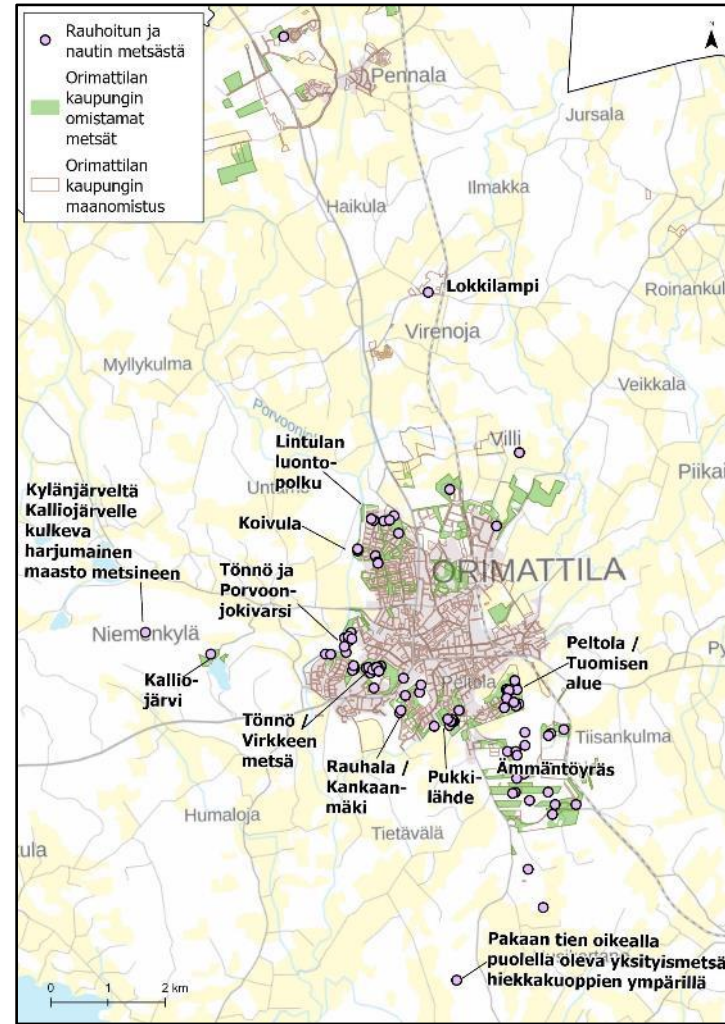 Rauhoitun ja
nautin metsästä
Orimattilan
kaupungin
omistamat
metsät
Orimattilan
kaupungin
maanomistus
N
Pennala
Jursala
Ilmakka
Haikula
Lokkilampi
Roinankul
Virenoja
Myllykulma
Veikkala
Porvoonjoki
Villi
Lintulan
luonto-
polku
Untams
Piikai
Kylänjärveltä
Kalliojärvelle
kulkeva
harjumainen
maasto metsineen
Koivula
ORIMATTILA
Tönnö ja
Porvoon-
jokivarsi
Niemenkylä
Peltola /
Tuomisen
alue
Kallio-
järvi
Peltola
Tönnö /
Virkkeen
metsä
Tiisankulma
Rauhala /
Kankaan-
mäki
Pukki-
lähde
Ämmäntöyräs
Humaloja
Tietävälä
kula
Pakaan tien oikealla
puolella oleva yksityismetsä
hiekkakuoppien ympärillä
0 1 2 km